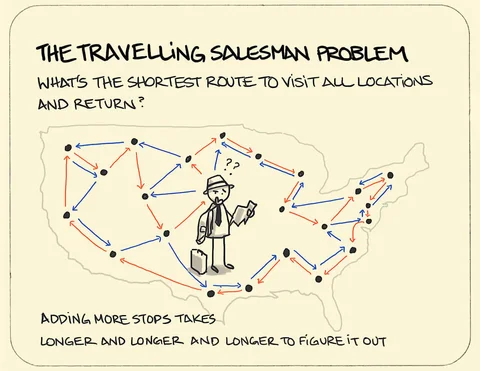 THE TRAVELLING SALESMAN PROBLEM
WHAT'S THE SHORTEST ROUTE TO VISIT ALL LOCATIONS
AND RETURN?
??
ADDING MORE STOPS TAKES
LONGER AND LONGER AND LONGER TO FIGURE IT OUT